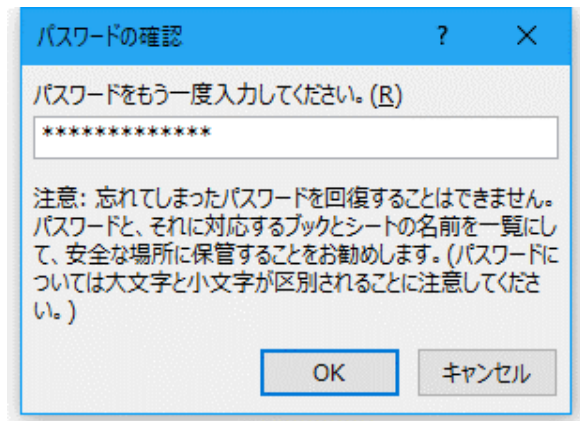 パスワードの確認 ? ×
パスワードをもう一度入力してください。(R)
*************
注意: 忘れてしまったパスワードを回復することはできません。
パスワードと、それに対応するブックとシートの名前を一覧にし
て、安全な場所に保管することをお勧めします。(パスワードに
ついては大文字と小文字が区別されることに注意してくださ
い。)
OK キャンセル